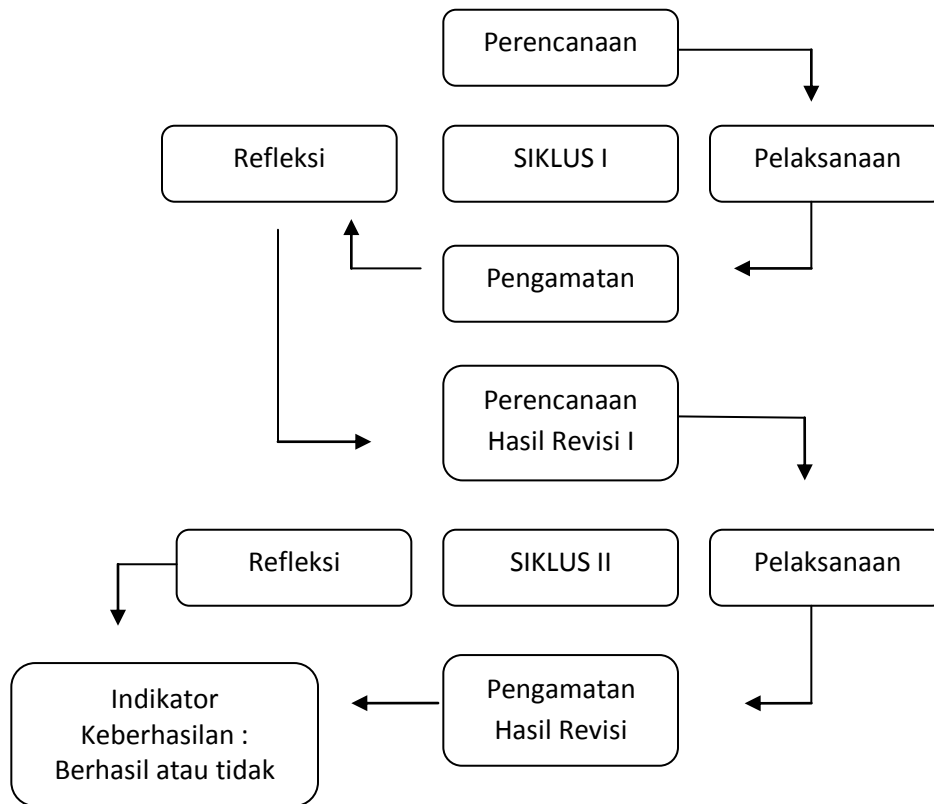 Perencanaan
Refleksi
SIKLUS I
Pelaksanaan
Pengamatan
Perencanaan
Hasil Revisi I
Refleksi
SIKLUS II
Pelaksanaan
Pengamatan
Hasil Revisi
Indikator
Keberhasilan :
Berhasil atau tidak